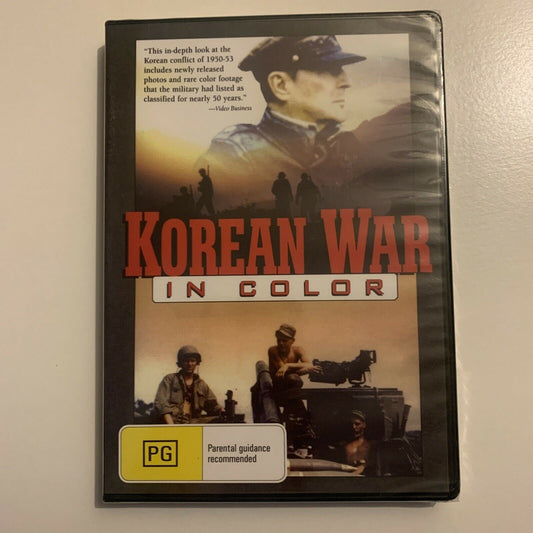 "This in-depth look at the
Korean conflict of 1950-53
includes newly released
photos and rare color footage
that the military had listed as
classified for nearly 50 years."
—Video Business
KOREAN WAR
IN COLOR
PG
Parental guidance
recommended